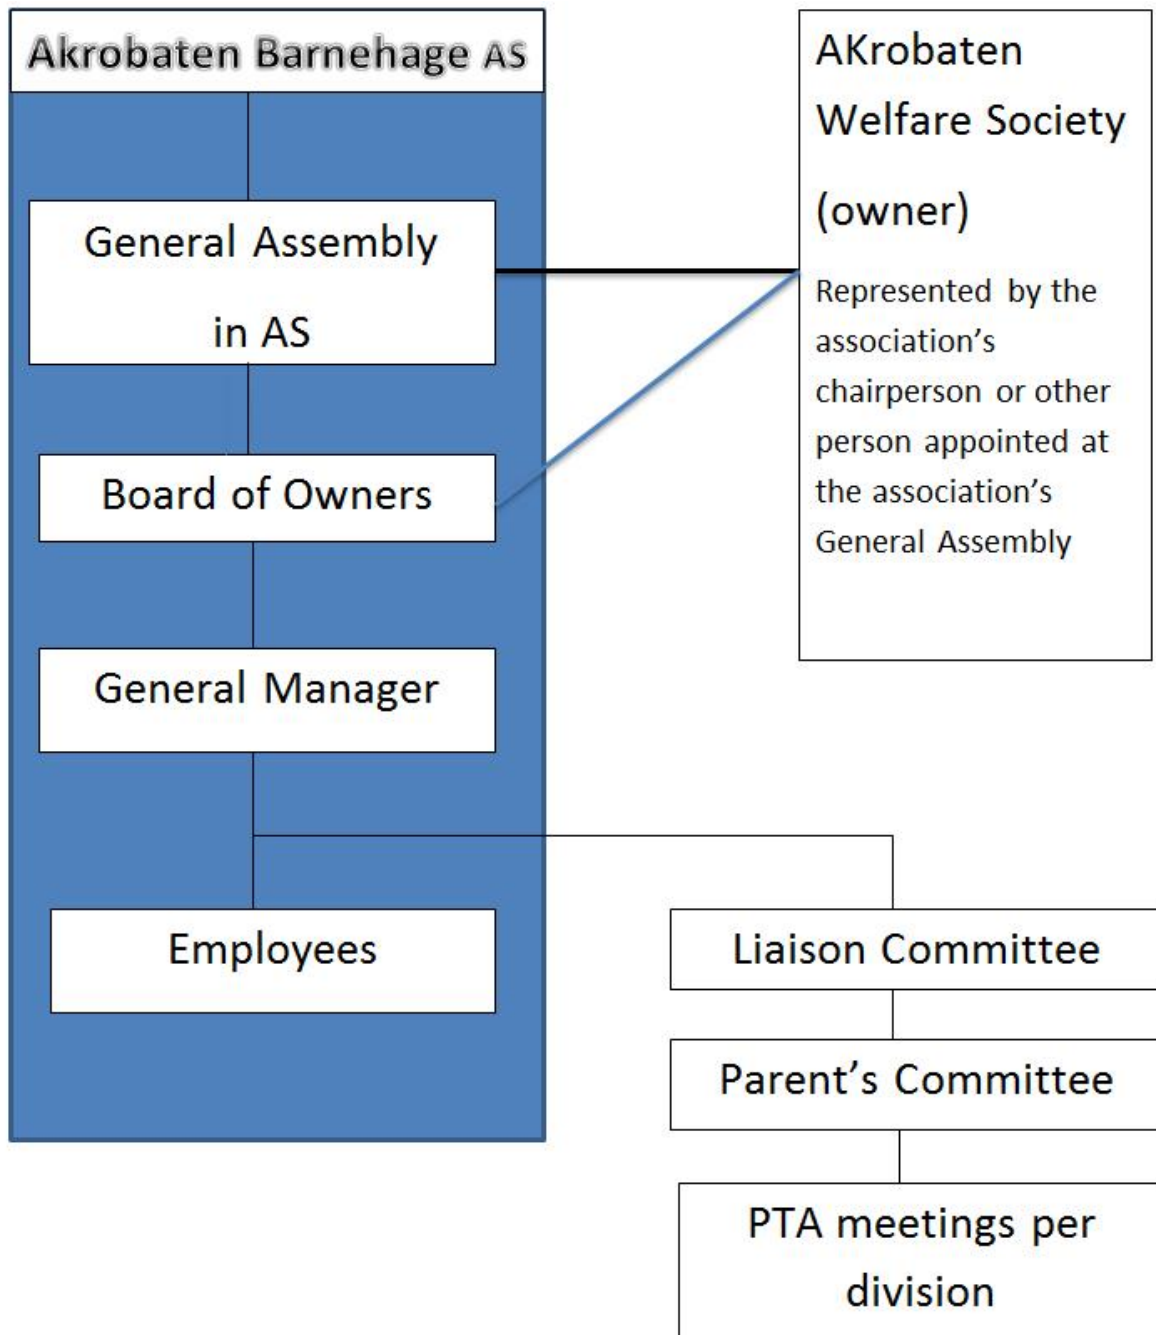 Akrobaten Barnehage AS
General Assembly
in AS
Board of Owners
General Manager
Employees
AKrobaten
Welfare Society
(owner)
Represented by the
association's
chairperson or other
person appointed at
the association's
General Assembly
Liaison Committee
Parent's Committee
PTA meetings per
division